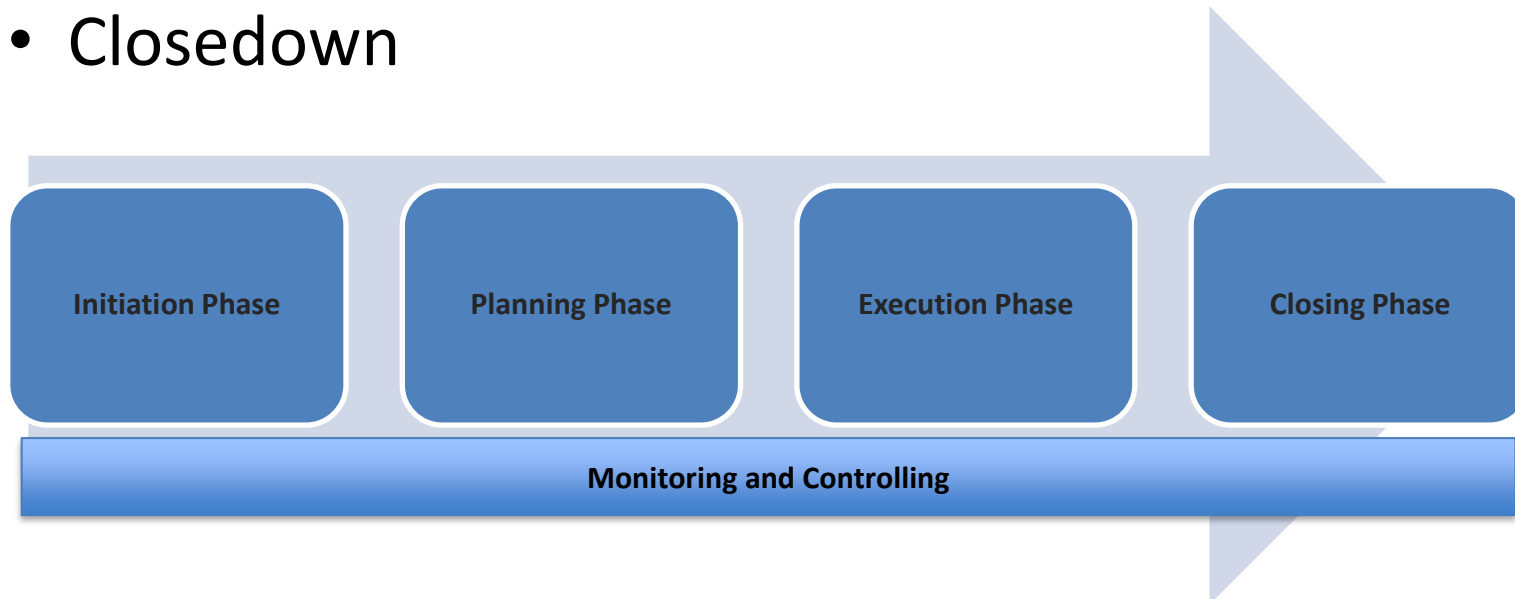 • Closedown
Initiation Phase
Planning Phase
Execution Phase
Closing Phase
Monitoring and Controlling